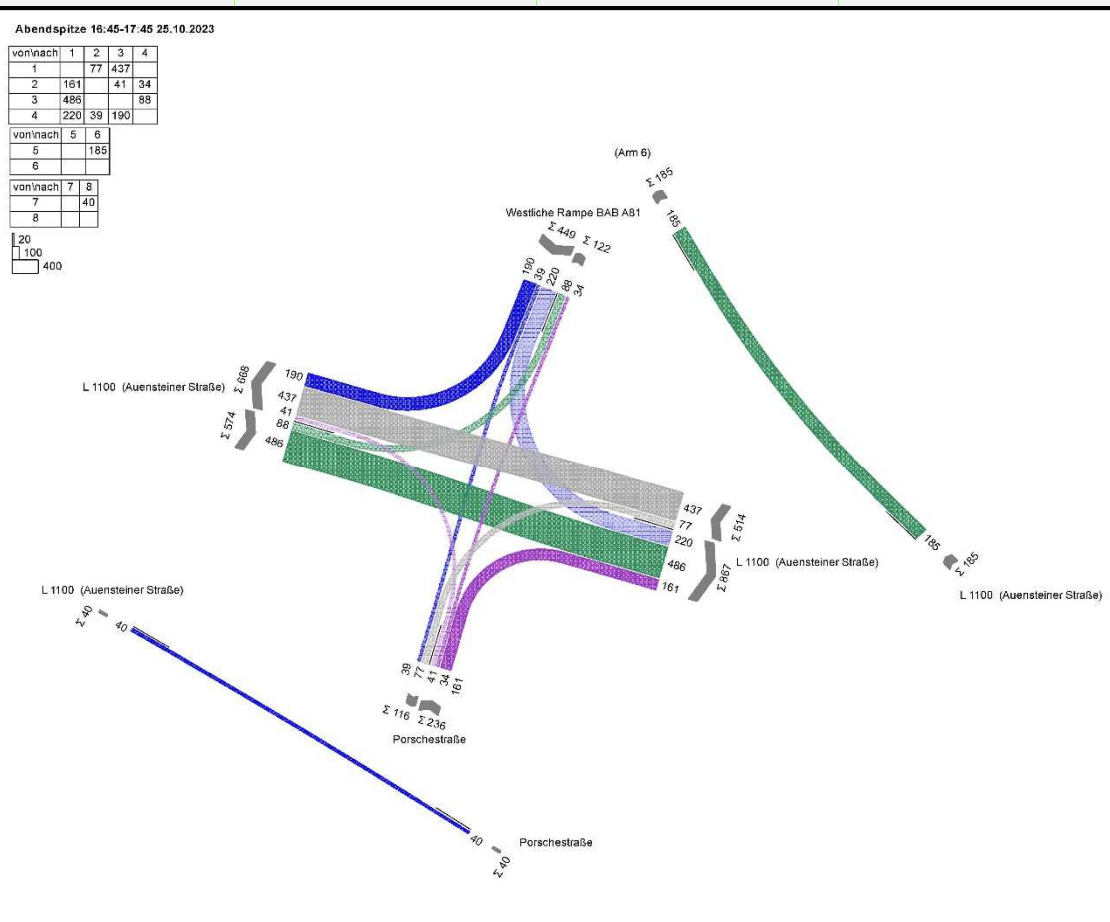 Abendspitze 16:45-17:45 25.10.2023
von\nach 1 2 3 4
1 77 437
2 161 41 34
3 486 88
4 220 39 190
von\nach 5 6
5 185
6
von\nach 7 8
7 40
8
20
100
400
(Arm 6)
Σ 185
185
Westliche Rampe BAB A81
Σ 449 Σ 122
190 39 220 88 34
L 1100 (Auensteiner Straße)
Σ 668
Σ 574
190
437
41
88
486
437
77
220
486
161
Σ 514
Σ 867
L 1100 (Auensteiner Straße)
185
Σ 185
L 1100 (Auensteiner Straße)
L 1100 (Auensteiner Straße)
Σ 40
40
39 77 41 34 161
Σ 116 Σ 236
Porschestraße
40
Σ 40
Porschestraße